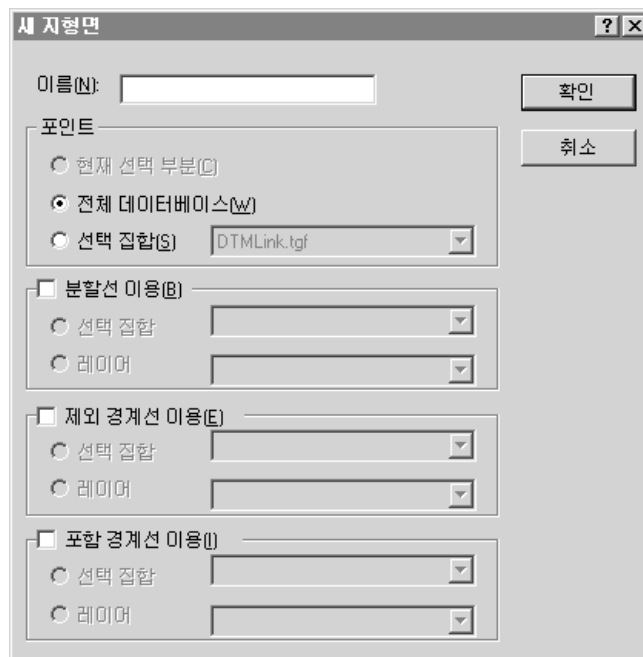 새 지형면
이름(N):
확인
취소
포인트
현재 선택 부분(C)
전체 데이터베이스(W)
선택 집합(S) DTMLink.tgf
분할선 이용(B)
선택 집합
레이어
제외 경계선 이용(E)
선택 집합
레이어
포함 경계선 이용(I)
선택 집합
레이어